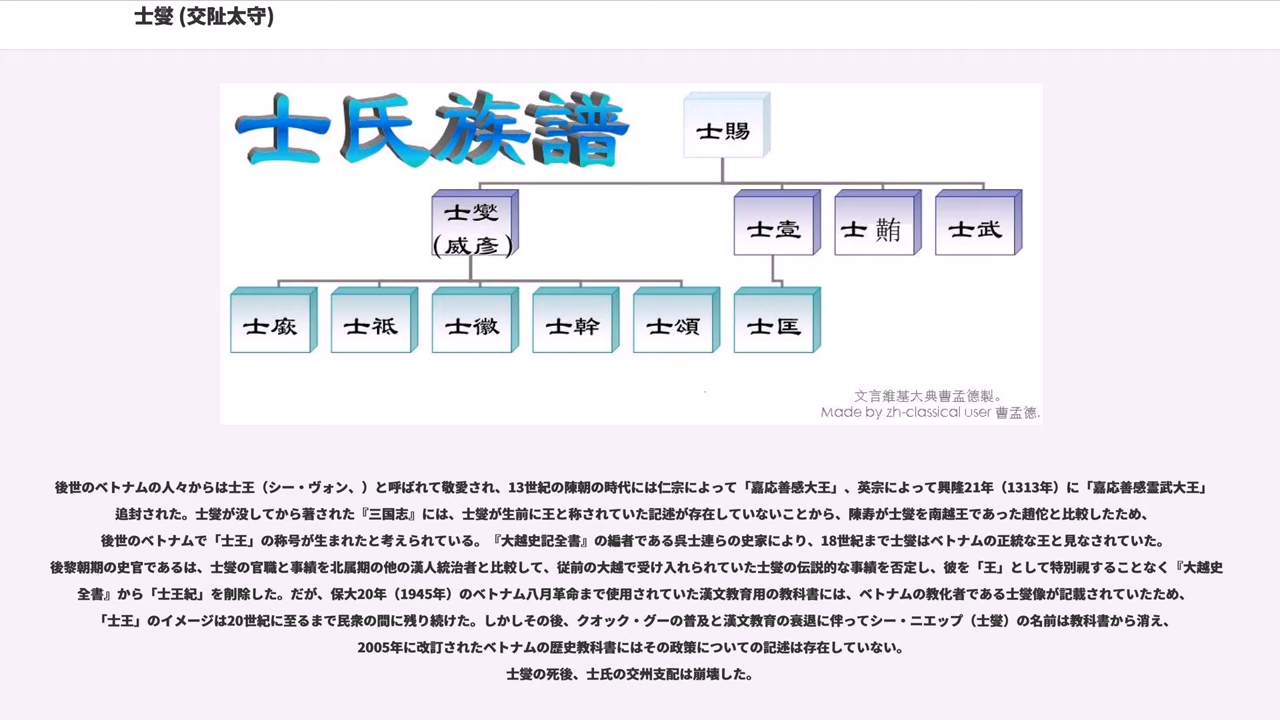 士燮 (交阯太守)
士氏族譜
士賜
士燮
(威彥)
士壹
士䵋
士武
士廞
士祗
士徽
士幹
士頌
士匡
文言維基大典曹孟德製。
Made by zh-classical user 曹孟德.
後世のベトナムの人々からは士王（シー・ヴォン、）と呼ばれて敬愛され、13世紀の陳朝の時代には仁宗によって「嘉応善感大王」、英宗によって興隆21年（1313年）に「嘉応善感霊武大王」
追封された。士燮が没してから著された『三国志』には、士燮が生前に王と称されていた記述が存在していないことから、陳寿が士燮を南越王であった趙佗と比較したため、
後世のベトナムで「士王」の称号が生まれたと考えられている。『大越史記全書』の編者である呉士連らの史家により、18世紀まで士燮はベトナムの正統な王と見なされていた。
後黎朝期の史官であるは、士燮の官職と事績を北属期の他の漢人統治者と比較して、従前の大越で受け入れられていた士燮の伝説的な事績を否定し、彼を「王」として特別視することなく『大越史
全書』から「士王紀」を削除した。だが、保大20年（1945年）のベトナム八月革命まで使用されていた漢文教育用の教科書には、ベトナムの教化者である士燮像が記載されていたため、
「士王」のイメージは20世紀に至るまで民衆の間に残り続けた。しかしその後、クオック・グーの普及と漢文教育の衰退に伴ってシー・ニエップ（士燮）の名前は教科書から消え、
2005年に改訂されたベトナムの歴史教科書にはその政策についての記述は存在していない。
士燮の死後、士氏の交州支配は崩壊した。